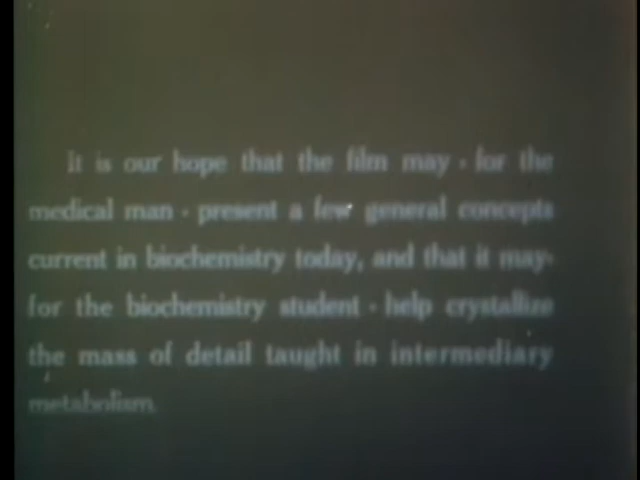 It is our hope that the film may - for the
medical man - present a few general concepts
current in biochemistry today, and that it may-
for the biochemistry student - help crystallize
the mass of detail taught in intermediary
metabolism.